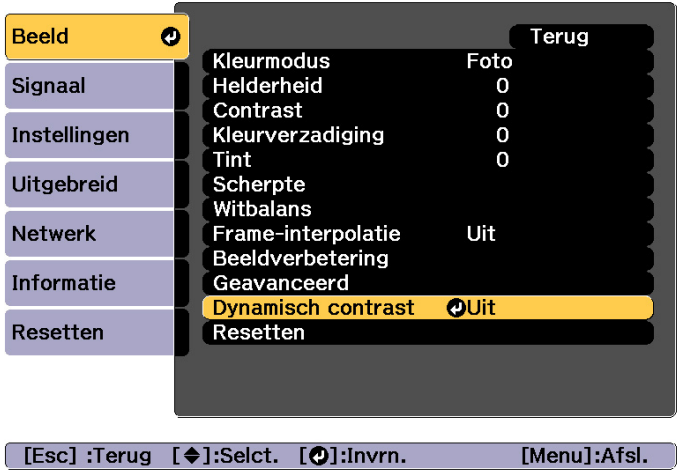 Beeld
Signaal
Instellingen
Uitgebreid
Netwerk
Informatie
Resetten
Terug
Kleurmodus Foto
Helderheid 0
Contrast 0
Kleurverzadiging 0
Tint 0
Scherpte
Witbalans
Frame-interpolatie Uit
Beeldverbetering
Geavanceerd
Dynamisch contrast Uit
Resetten
[Esc] :Terug [◆]:Selct. [↵]:Invrn. [Menu]:Afsl.